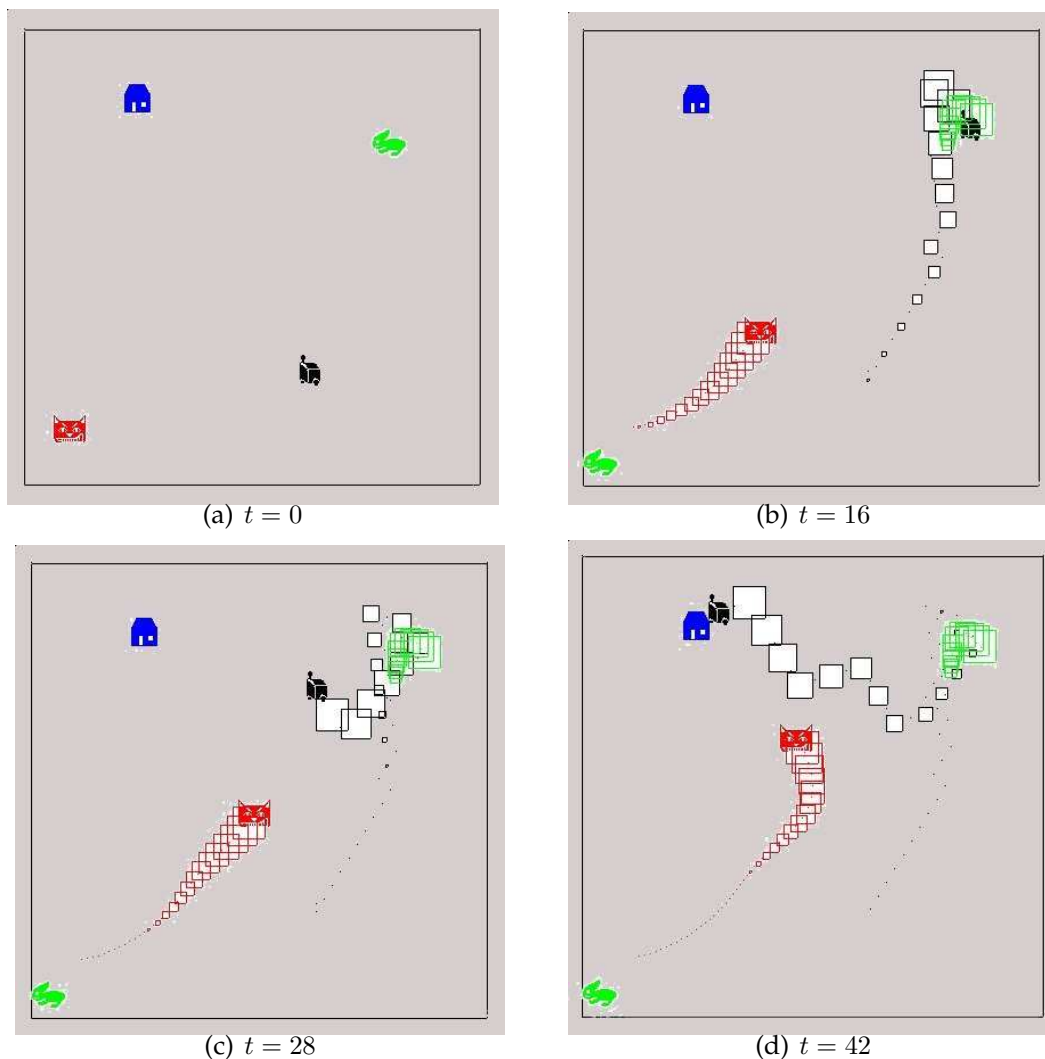 (a) t = 0
(b) t = 16
(c) t = 28
(d) t = 42